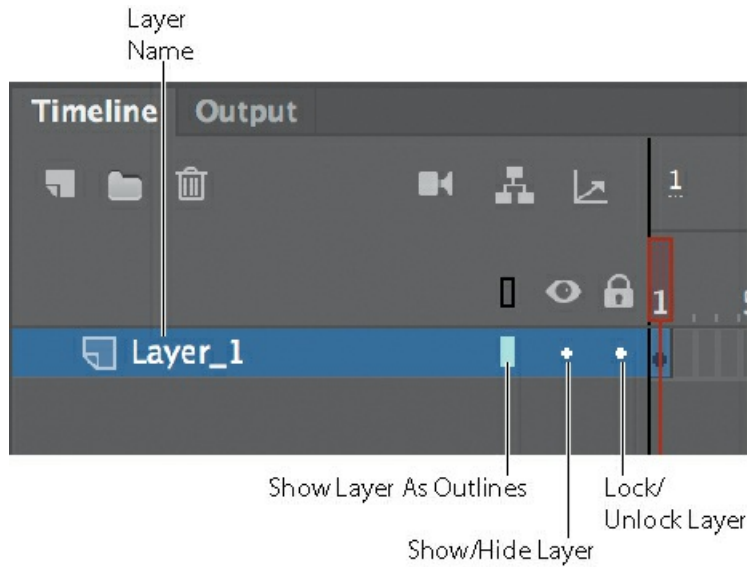 Layer
Name
Timeline Output
1
1
Layer_1
Show Layer As Outlines
Lock/
Unlock Layer
Show/Hide Layer